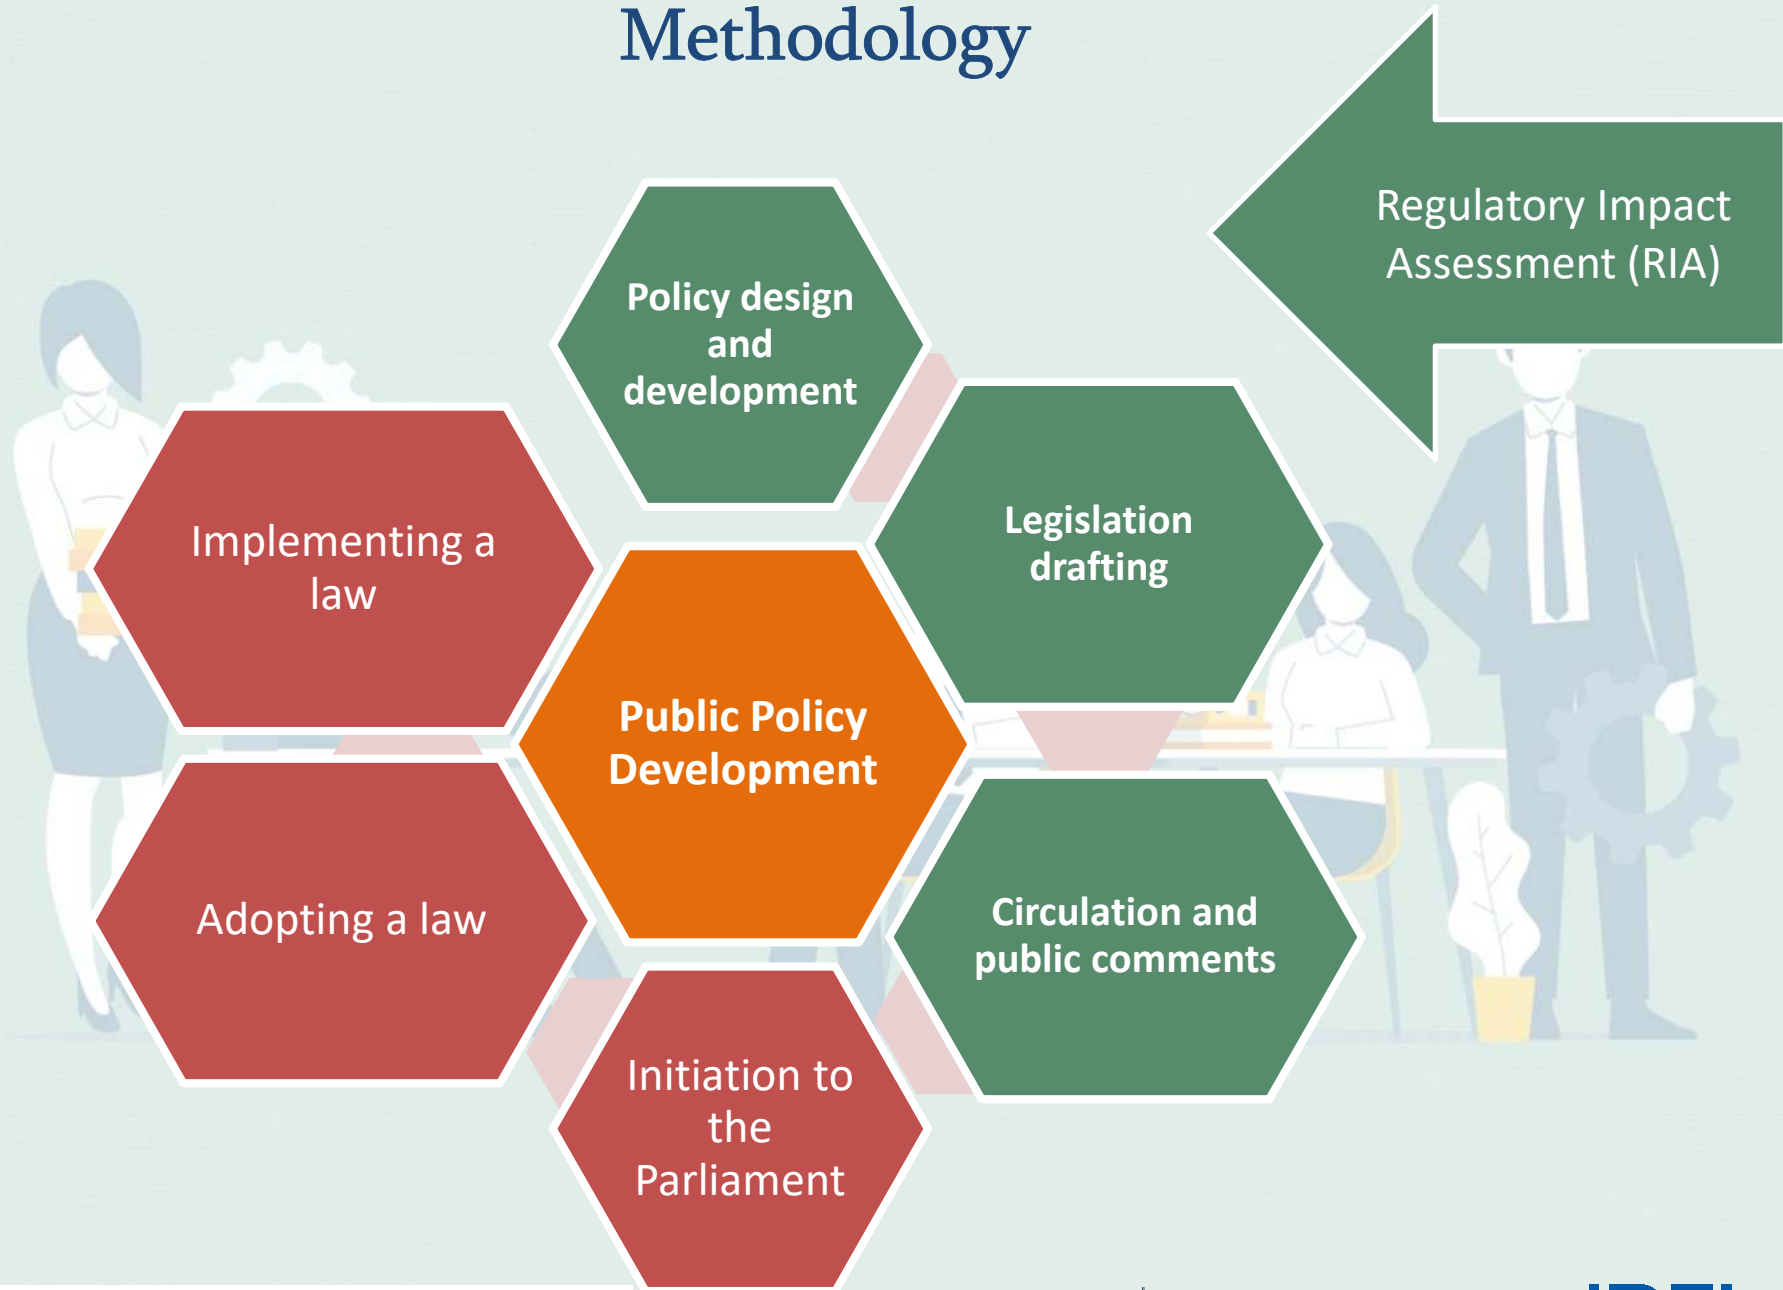 Methodology
Regulatory Impact
Assessment (RIA)
Policy design
and
development
Legislation
drafting
Implementing a
law
Public Policy
Development
Circulation and
public comments
Adopting a law
Initiation to
the
Parliament